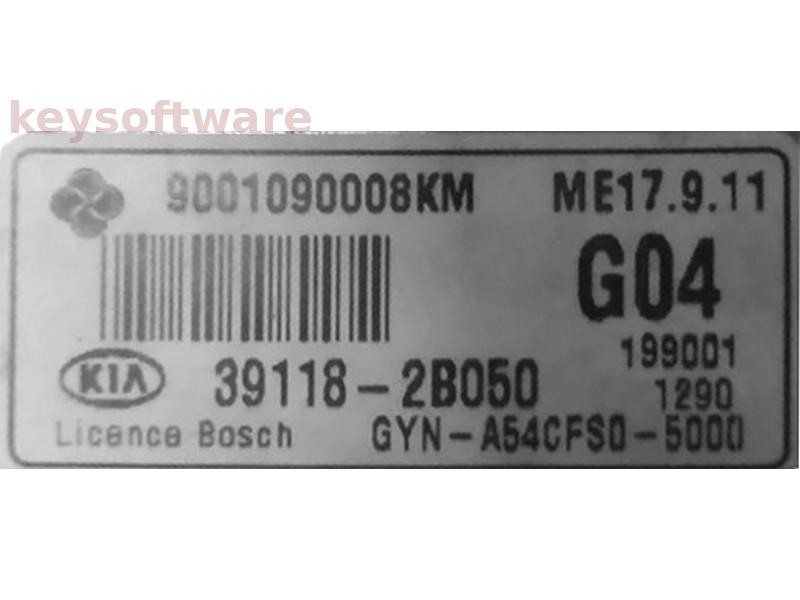 keysoftware
9001090008KM ME17.9.11
G04
199001
KIA 39118-2B050 1290
Licence Bosch GYN-A54CFS0-5000